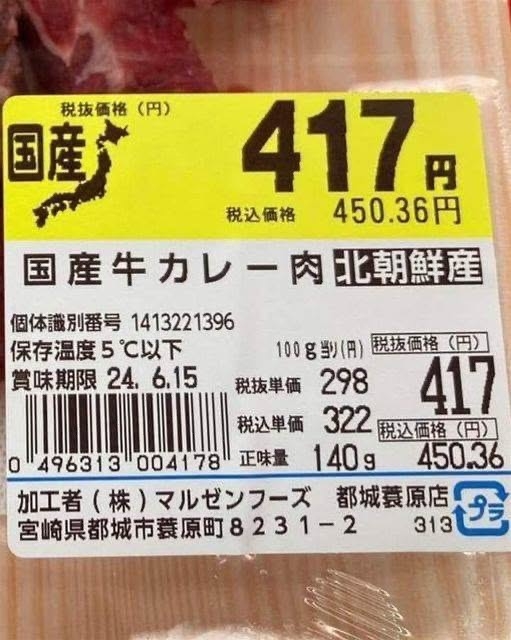 税抜価格(円)
国産
417円
税込価格 450.36円
国産牛カレー肉 北朝鮮産
個体識別番号 1413221396
保存温度5℃以下
賞味期限 24. 6.15
100g当り(円) 税抜価格(円)
税抜単価 298 417
税込単価 322 税込価格(円)
正味量 140g 450.36
0 496313 004178
加工者(株)マルゼンフーズ 都城蓑原店
宮崎県都城市蓑原町8231-2 313
プラ